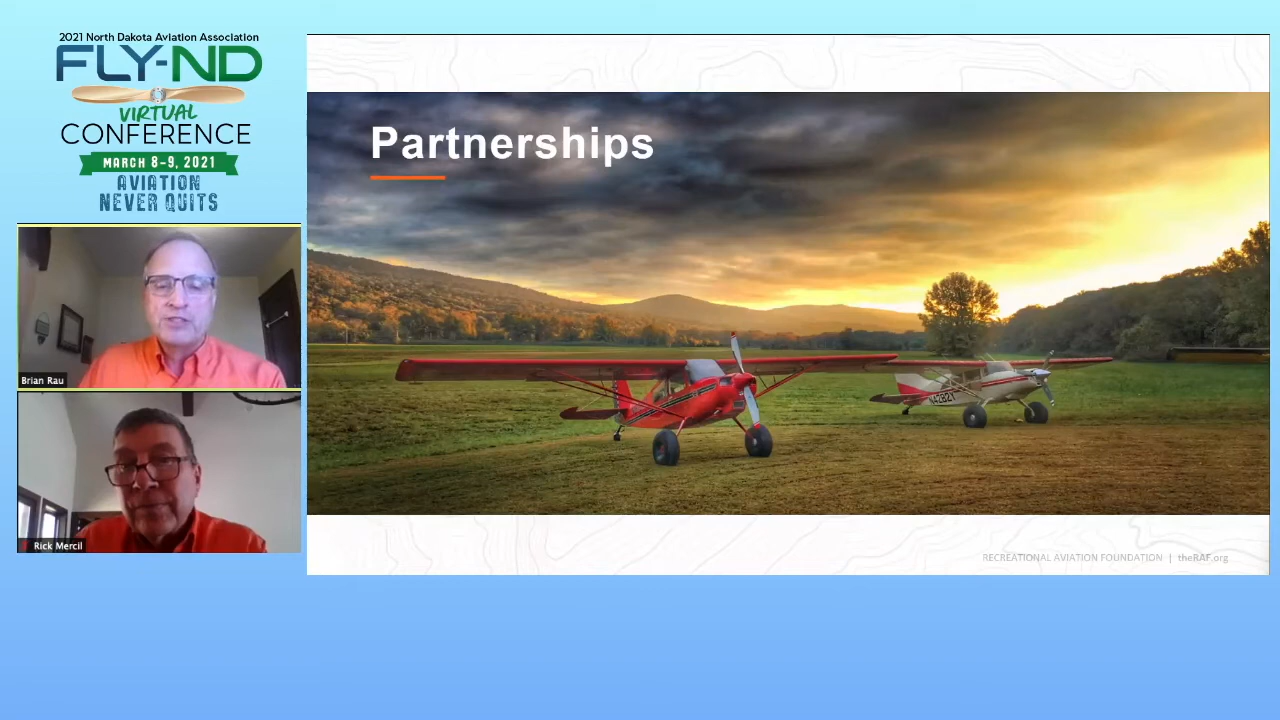 2021 North Dakota Aviation Association
FLY-ND
VIRTUAL
CONFERENCE
MARCH 8-9, 2021
AVIATION
NEVER QUITS
Brian Rau
Rick Mercil
Partnerships
N4282T
RECREATIONAL AVIATION FOUNDATION | theRAF.org